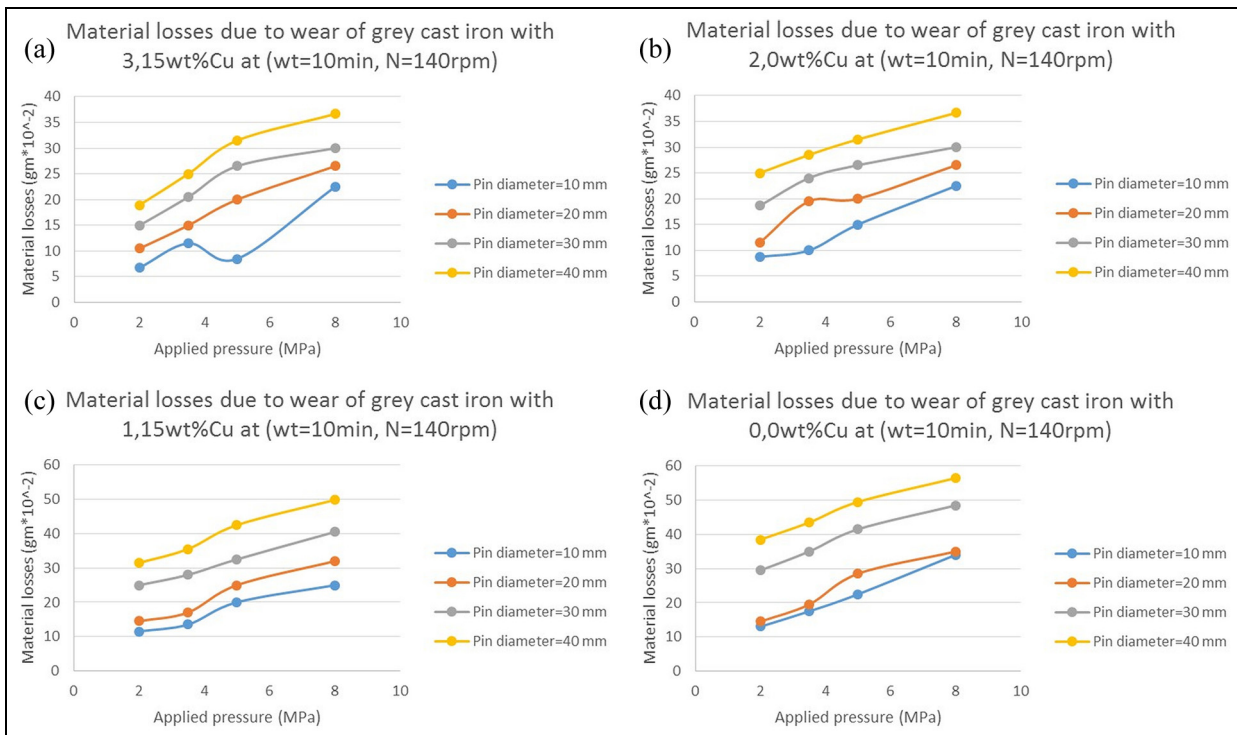 (a) Material losses due to wear of grey cast iron with
3,15wt%Cu at (wt=10min, N=140rpm)
Material losses (gm*10^-2)
40
35
30
25
20
15
10
5
0
0 2 4 6 8 10
Applied pressure (MPa)
Pin diameter=10 mm
Pin diameter=20 mm
Pin diameter=30 mm
Pin diameter=40 mm
(b) Material losses due to wear of grey cast iron with
2,0wt%Cu at (wt=10min, N=140rpm)
Material losses (gm*10^-2)
40
35
30
25
20
15
10
5
0
0 2 4 6 8 10
Applied pressure (MPa)
Pin diameter=10 mm
Pin diameter=20 mm
Pin diameter=30 mm
Pin diameter=40 mm
(c) Material losses due to wear of grey cast iron with
1,15wt%Cu at (wt=10min, N=140rpm)
Material losses (gm*10^-2)
60
50
40
30
20
10
0
0 2 4 6 8 10
Applied pressure (MPa)
Pin diameter=10 mm
Pin diameter=20 mm
Pin diameter=30 mm
Pin diameter=40 mm
(d) Material losses due to wear of grey cast iron with
0,0wt%Cu at (wt=10min, N=140rpm)
Material losses (gm*10^-2)
60
50
40
30
20
10
0
0 2 4 6 8 10
Applied pressure (MPa)
Pin diameter=10 mm
Pin diameter=20 mm
Pin diameter=30 mm
Pin diameter=40 mm